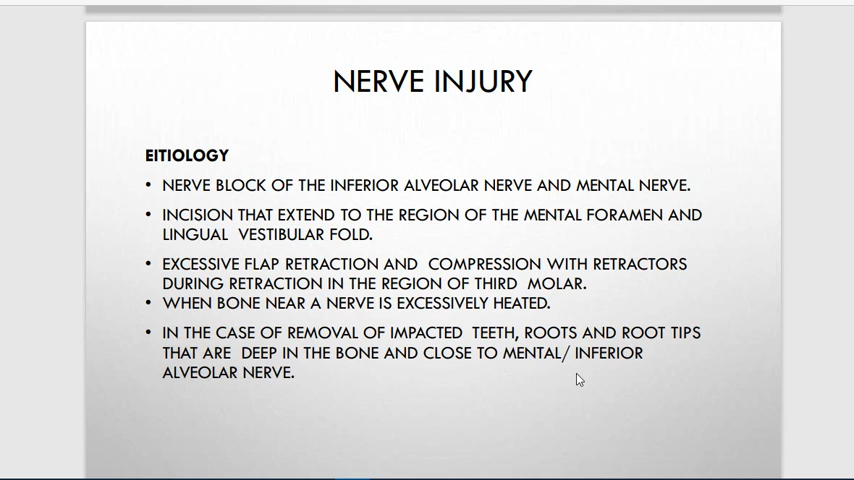 NERVE INJURY
EITIOLOGY
• NERVE BLOCK OF THE INFERIOR ALVEOLAR NERVE AND MENTAL NERVE.
• INCISION THAT EXTEND TO THE REGION OF THE MENTAL FORAMEN AND
LINGUAL VESTIBULAR FOLD.
• EXCESSIVE FLAP RETRACTION AND COMPRESSION WITH RETRACTORS
DURING RETRACTION IN THE REGION OF THIRD MOLAR.
• WHEN BONE NEAR A NERVE IS EXCESSIVELY HEATED.
• IN THE CASE OF REMOVAL OF IMPACTED TEETH, ROOTS AND ROOT TIPS
THAT ARE DEEP IN THE BONE AND CLOSE TO MENTAL/ INFERIOR
ALVEOLAR NERVE.